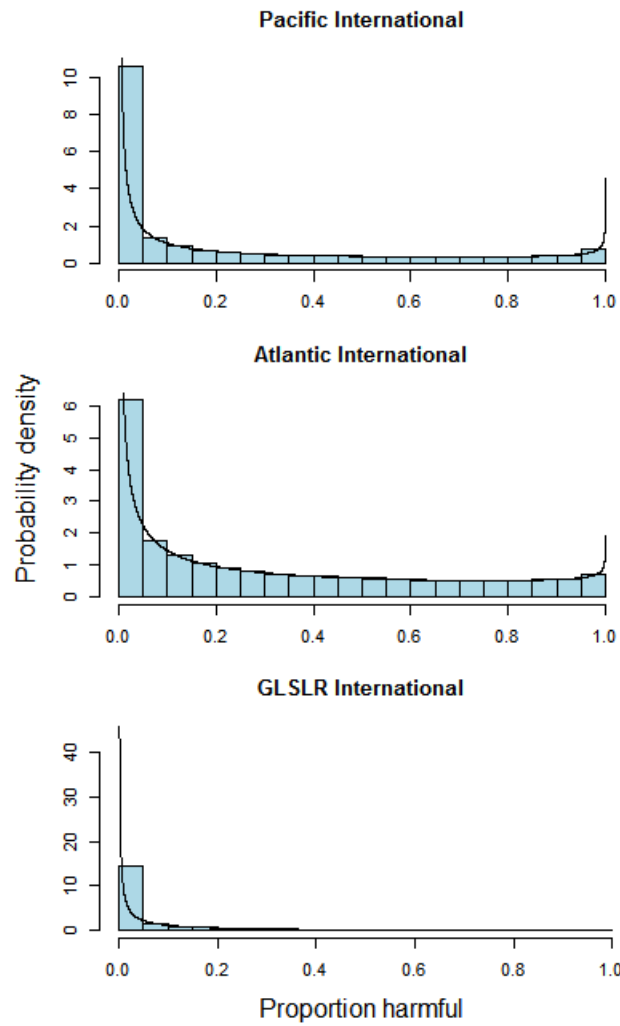 Pacific International
10
8
6
4
2
0
0.0 0.2 0.4 0.6 0.8 1.0
Atlantic International
Probability density
6
5
4
3
2
1
0
0.0 0.2 0.4 0.6 0.8 1.0
GLSLR International
40
30
20
10
0
0.0 0.2 0.4 0.6 0.8 1.0
Proportion harmful